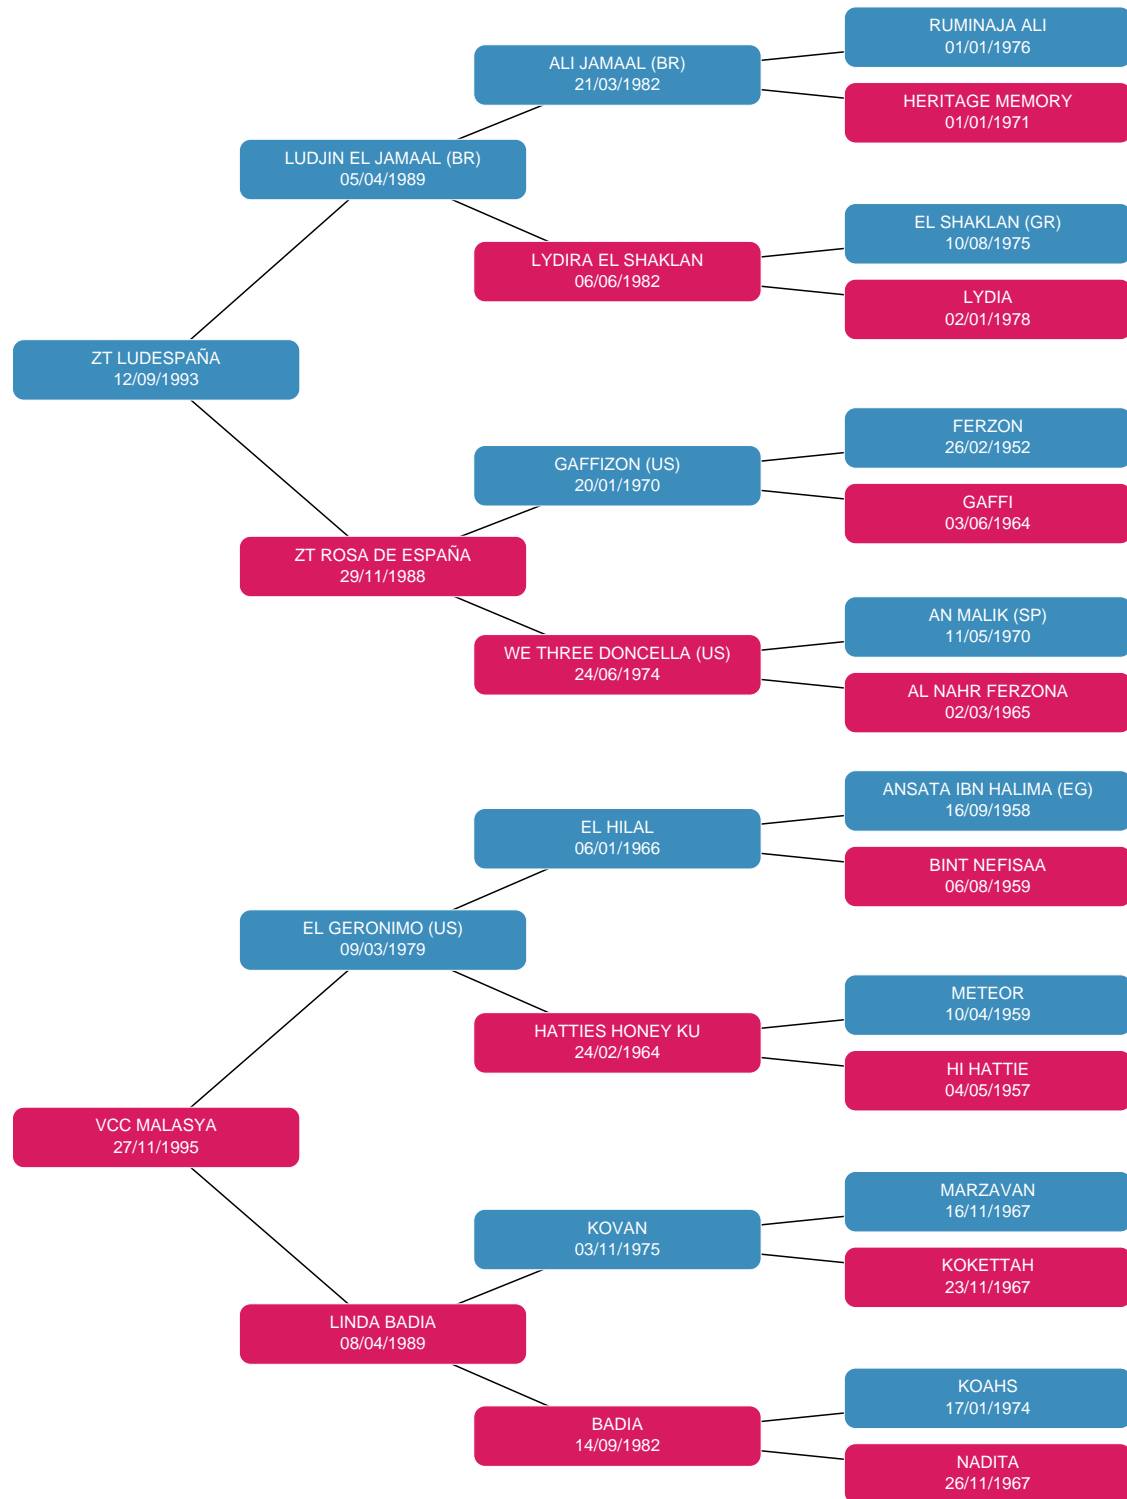 RUMINAJA ALI
01/01/1976
ALI JAMAAL (BR)
21/03/1982
HERITAGE MEMORY
01/01/1971
LUDJIN EL JAMAAL (BR)
05/04/1989
EL SHAKLAN (GR)
10/08/1975
LYDIRA EL SHAKLAN
06/06/1982
LYDIA
02/01/1978
ZT LUDESPAÑA
12/09/1993
FERZON
26/02/1952
GAFFIZON (US)
20/01/1970
GAFFI
03/06/1964
ZT ROSA DE ESPAÑA
29/11/1988
AN MALIK (SP)
11/05/1970
WE THREE DONCELLA (US)
24/06/1974
AL NAHR FERZONA
02/03/1965
ANSATA IBN HALIMA (EG)
16/09/1958
EL HILAL
06/01/1966
BINT NEFISAA
06/08/1959
EL GERONIMO (US)
09/03/1979
METEOR
10/04/1959
HATTIES HONEY KU
24/02/1964
HI HATTIE
04/05/1957
VCC MALASYA
27/11/1995
MARZAVAN
16/11/1967
KOVAN
03/11/1975
KOKETTAH
23/11/1967
LINDA BADIA
08/04/1989
KOAHS
17/01/1974
BADIA
14/09/1982
NADITA
26/11/1967